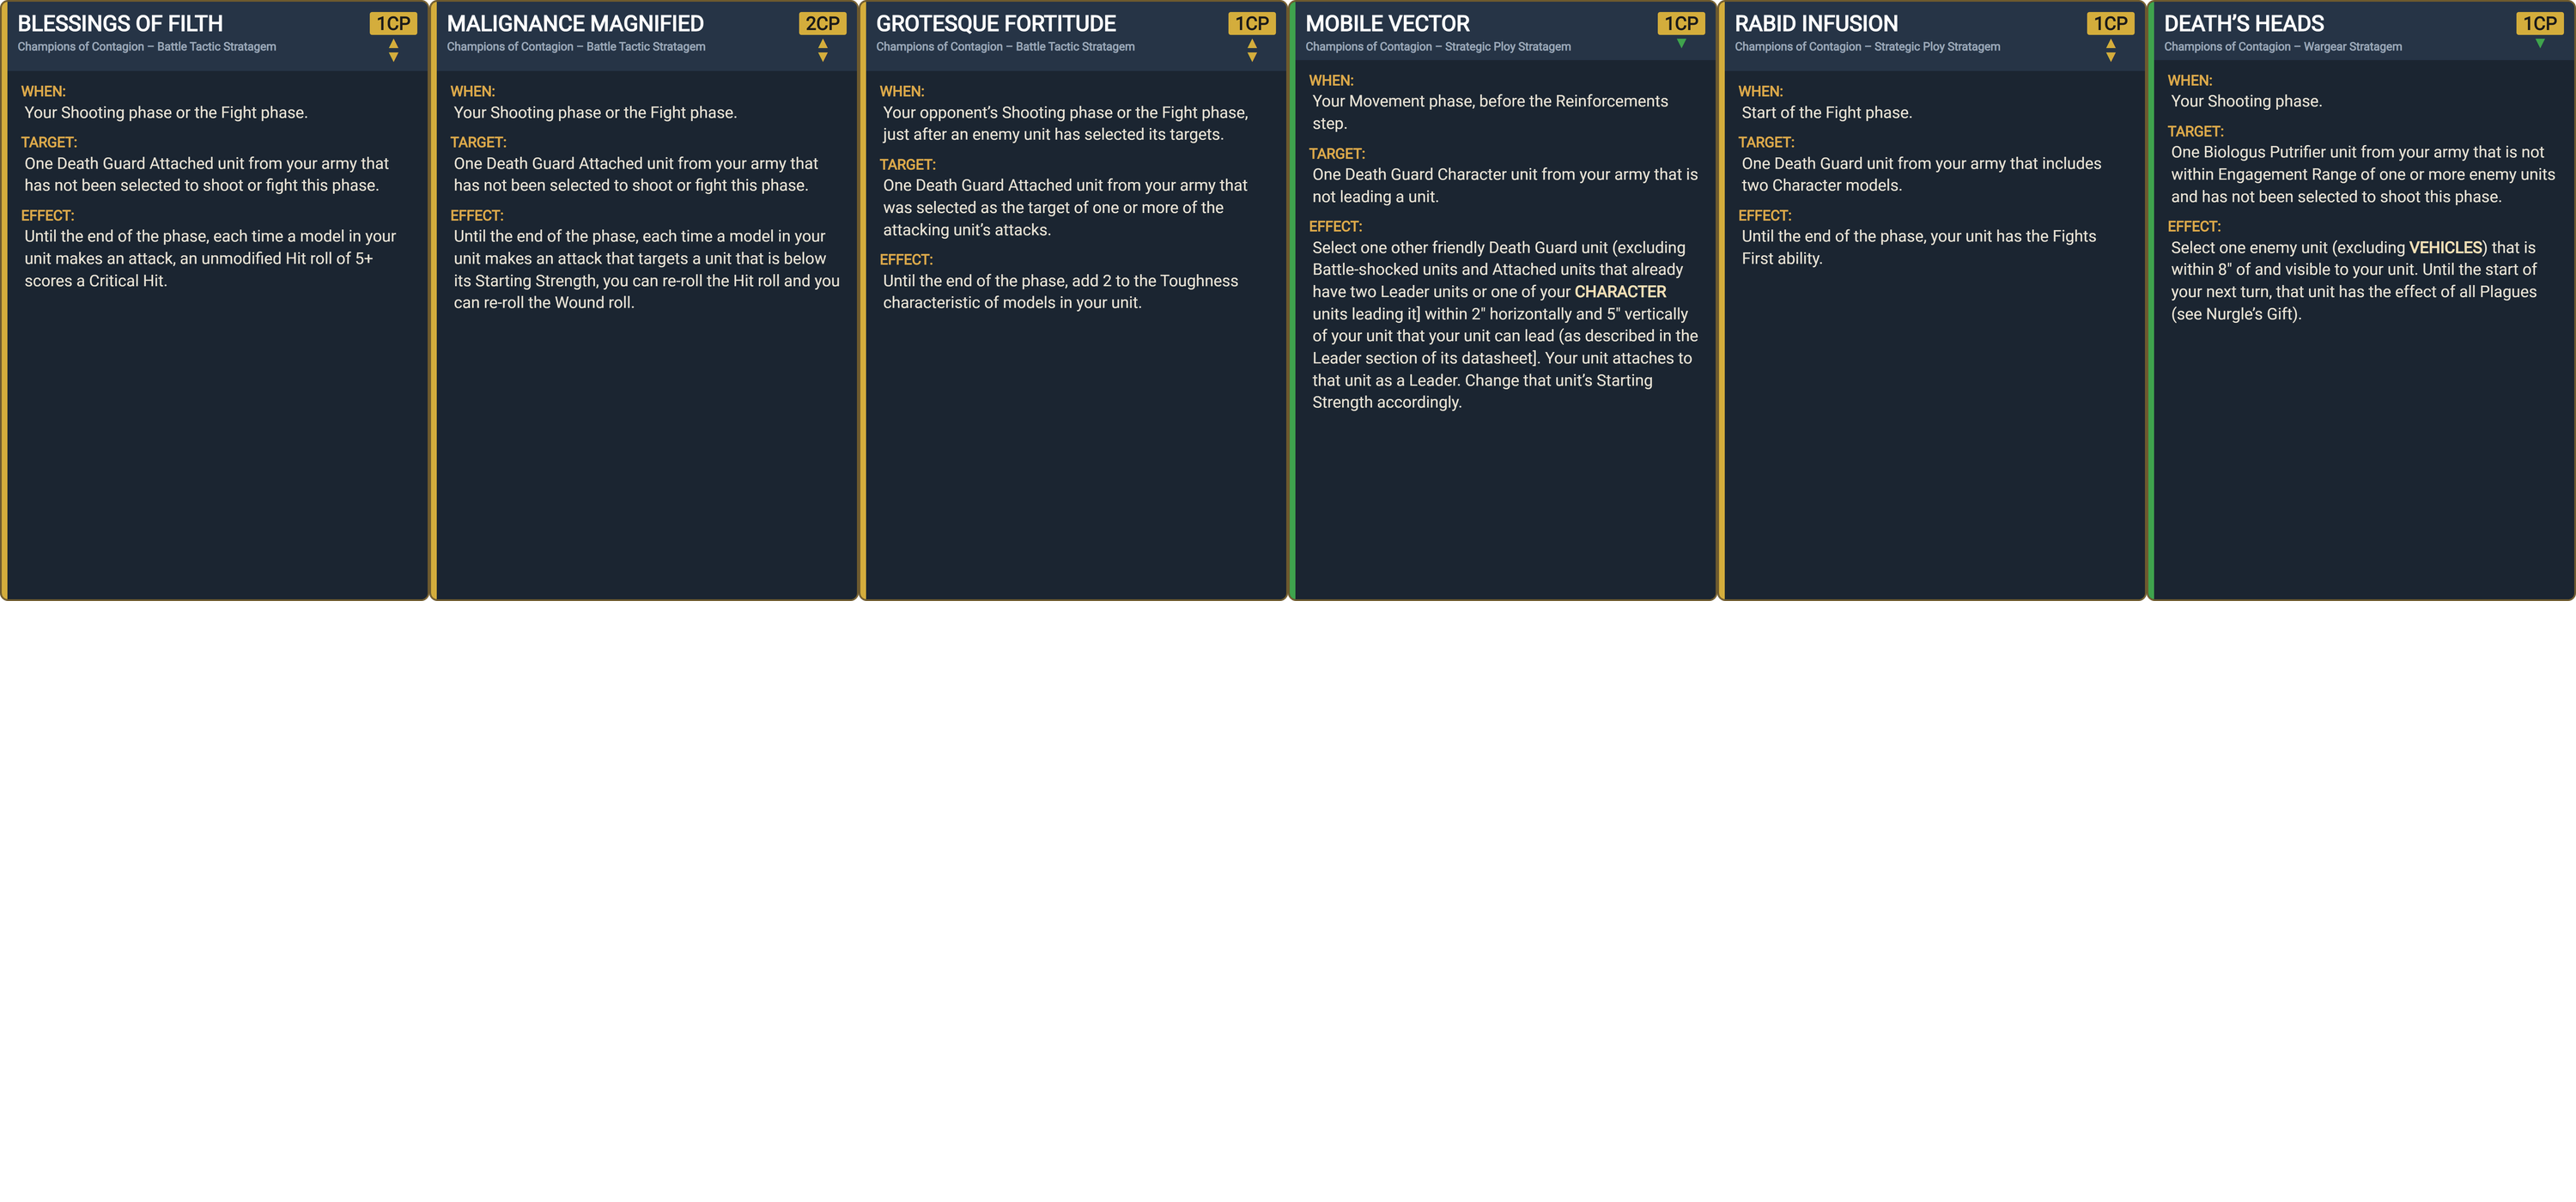 BLESSINGS OF FILTH
1CP
Champions of Contagion – Battle Tactic Stratagem
WHEN:
Your Shooting phase or the Fight phase.
TARGET:
One Death Guard Attached unit from your army that
has not been selected to shoot or fight this phase.
EFFECT:
Until the end of the phase, each time a model in your
unit makes an attack, an unmodified Hit roll of 5+
scores a Critical Hit.
MALIGNANCE MAGNIFIED
2CP
Champions of Contagion – Battle Tactic Stratagem
WHEN:
Your Shooting phase or the Fight phase.
TARGET:
One Death Guard Attached unit from your army that
has not been selected to shoot or fight this phase.
EFFECT:
Until the end of the phase, each time a model in your
unit makes an attack that targets a unit that is below
its Starting Strength, you can re-roll the Hit roll and you
can re-roll the Wound roll.
GROTESQUE FORTITUDE
1CP
Champions of Contagion – Battle Tactic Stratagem
WHEN:
Your opponent’s Shooting phase or the Fight phase,
just after an enemy unit has selected its targets.
TARGET:
One Death Guard Attached unit from your army that
was selected as the target of one or more of the
attacking unit’s attacks.
EFFECT:
Until the end of the phase, add 2 to the Toughness
characteristic of models in your unit.
MOBILE VECTOR
1CP
Champions of Contagion – Strategic Ploy Stratagem
WHEN:
Your Movement phase, before the Reinforcements
step.
TARGET:
One Death Guard Character unit from your army that is
not leading a unit.
EFFECT:
Select one other friendly Death Guard unit (excluding
Battle-shocked units and Attached units that already
have two Leader units or one of your CHARACTER
units leading it] within 2" horizontally and 5" vertically
of your unit that your unit can lead (as described in the
Leader section of its datasheet]. Your unit attaches to
that unit as a Leader. Change that unit’s Starting
Strength accordingly.
RABID INFUSION
1CP
Champions of Contagion – Strategic Ploy Stratagem
WHEN:
Start of the Fight phase.
TARGET:
One Death Guard unit from your army that includes
two Character models.
EFFECT:
Until the end of the phase, your unit has the Fights
First ability.
DEATH’S HEADS
1CP
Champions of Contagion – Wargear Stratagem
WHEN:
Your Shooting phase.
TARGET:
One Biologus Putrifier unit from your army that is not
within Engagement Range of one or more enemy units
and has not been selected to shoot this phase.
EFFECT:
Select one enemy unit (excluding VEHICLES) that is
within 8" of and visible to your unit. Until the start of
your next turn, that unit has the effect of all Plagues
(see Nurgle’s Gift).